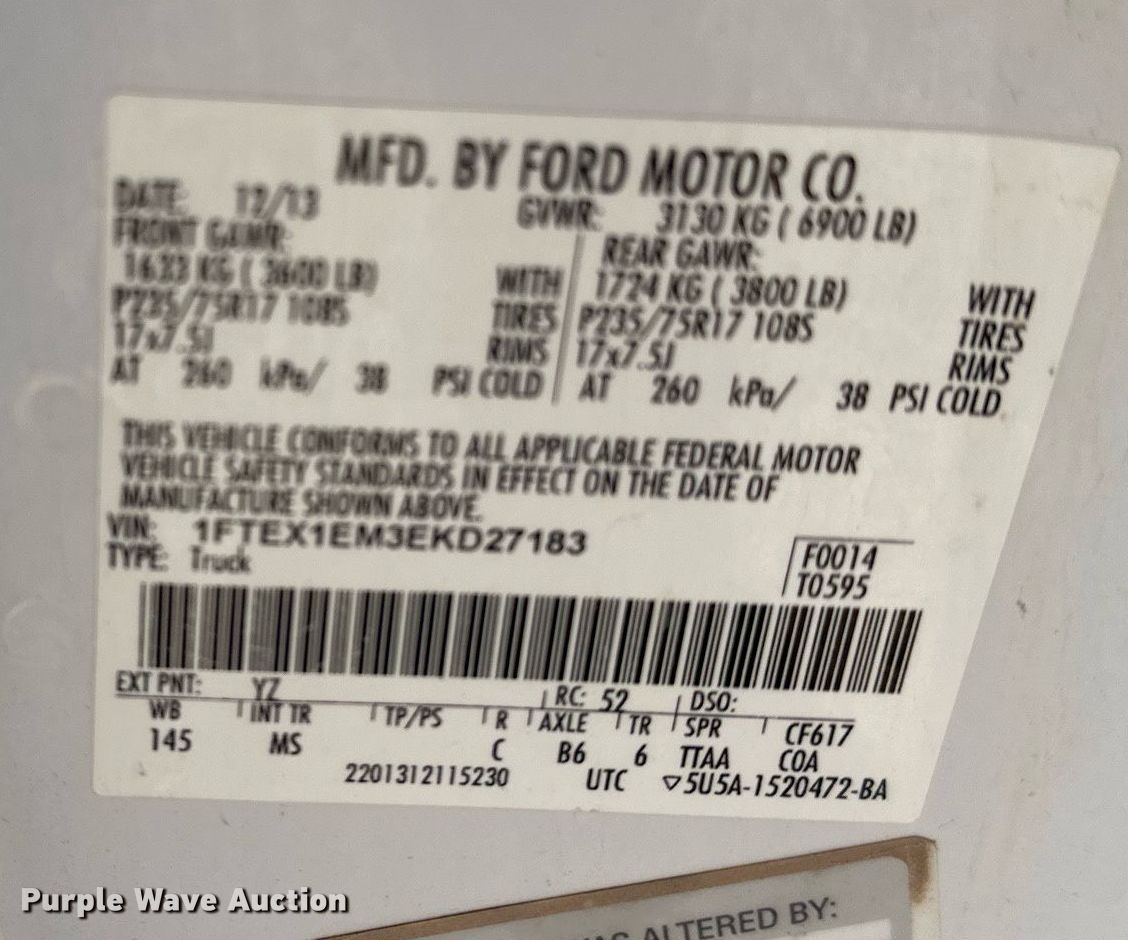 MFD. BY FORD MOTOR CO.
DATE: 12/13 GVWR: 3130 KG ( 6900 LB)
FRONT GAWR: REAR GAWR:
1633 KG ( 3600 LB) WITH 1724 KG ( 3800 LB) WITH
P235/75R17 108S TIRES P235/75R17 108S TIRES
17x7.5J RIMS 17x7.5J RIMS
AT 260 kPa/ 38 PSI COLD AT 260 kPa/ 38 PSI COLD
THIS VEHICLE CONFORMS TO ALL APPLICABLE FEDERAL MOTOR
VEHICLE SAFETY STANDARDS IN EFFECT ON THE DATE OF
MANUFACTURE SHOWN ABOVE.
VIN: 1FTEX1EM3EKD27183
TYPE: Truck
F0014
T0595
EXT PNT: YZ RC: 52 DSO:
WB INT TR TP/PS R AXLE TR SPR CF617
145 MS C B6 6 TTAA COA
2201312115230 UTC ▽5U5A-1520472-BA
ALTERED BY:
Purple Wave Auction